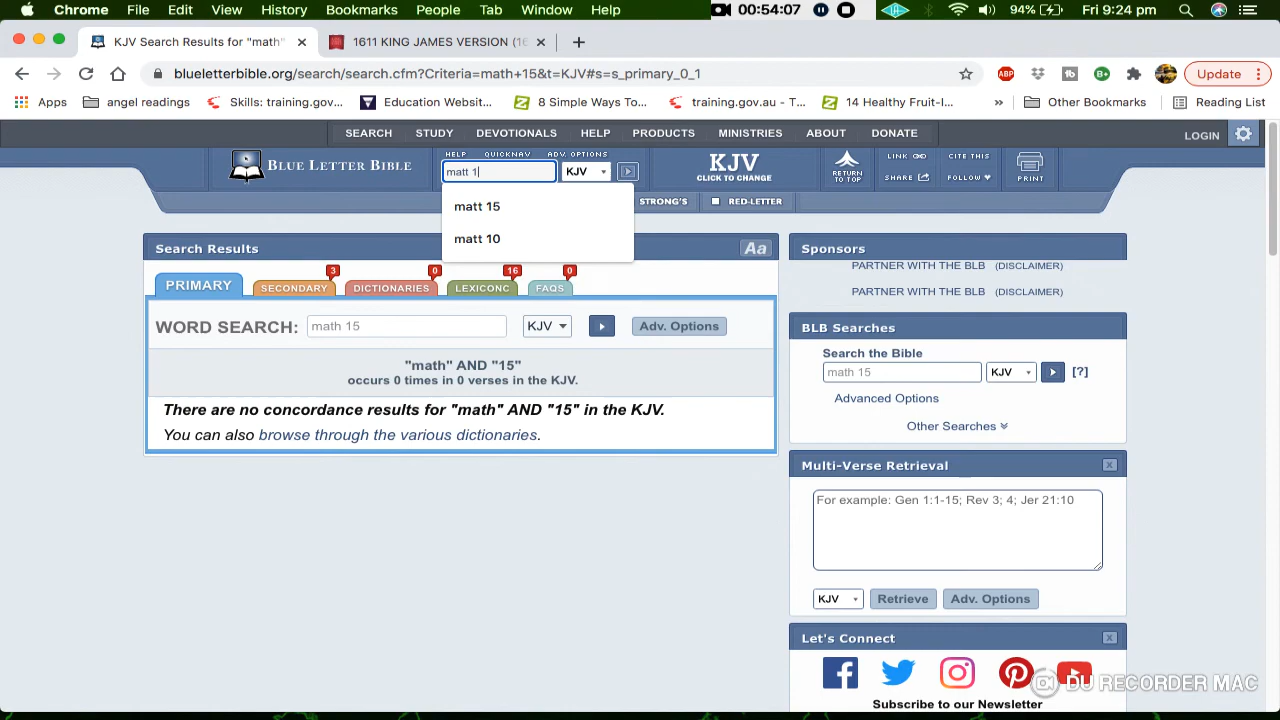 Chrome File Edit View History Bookmarks People Tab Window Help 00:54:07 94% Fri 9:24 pm
KJV Search Results for "math" × 1611 KING JAMES VERSION (16 × +
blueletterbible.org/search/search.cfm?Criteria=math+15&t=KJV#s=s_primary_0_1 ABP Update
Apps angel readings Skills: training.gov... Education Websit... 8 Simple Ways To... training.gov.au - T... 14 Healthy Fruit-I... » Other Bookmarks Reading List
SEARCH STUDY DEVOTIONALS HELP PRODUCTS MINISTRIES ABOUT DONATE LOGIN
HELP QUICKNAV ADV. OPTIONS
BLUE LETTER BIBLE matt 1 KJV
KJV
CLICK TO CHANGE
RETURN
TO TOP
LINK
SHARE
CITE THIS
FOLLOW
PRINT
matt 15
matt 10
STRONG'S RED-LETTER
Search Results Aa
3 0 16 0
PRIMARY SECONDARY DICTIONARIES LEXICONC FAQS
WORD SEARCH: math 15 KJV Adv. Options
"math" AND "15"
occurs 0 times in 0 verses in the KJV.
There are no concordance results for "math" AND "15" in the KJV.
You can also browse through the various dictionaries.
Sponsors
PARTNER WITH THE BLB (DISCLAIMER)
PARTNER WITH THE BLB (DISCLAIMER)
BLB Searches
Search the Bible
math 15 KJV [?]
Advanced Options
Other Searches
Multi-Verse Retrieval x
For example: Gen 1:1-15; Rev 3; 4; Jer 21:10
KJV Retrieve Adv. Options
Let's Connect x
DU RECORDER MAC
Subscribe to our Newsletter